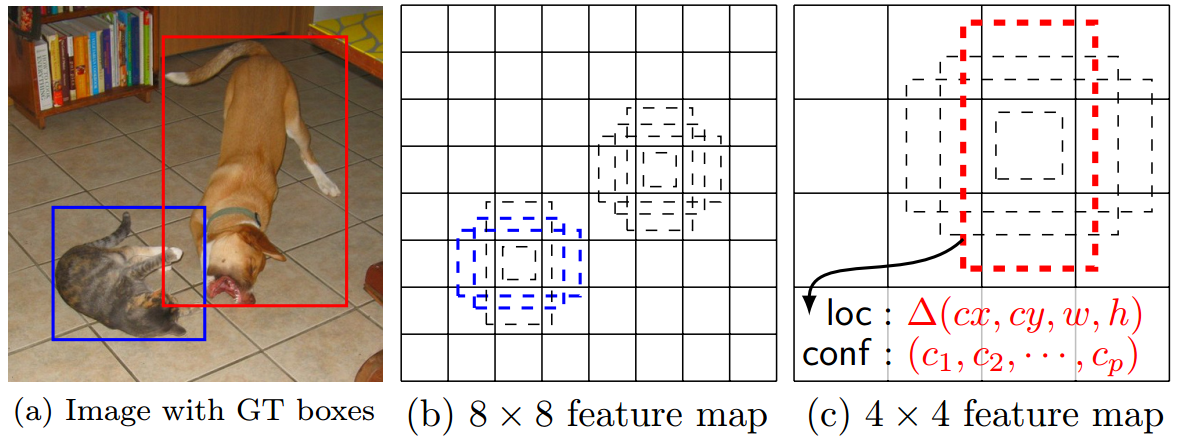 loc : Δ(cx, cy, w, h)
conf : (c₁, c₂, ⋯, cₚ)
(a) Image with GT boxes
(b) 8 × 8 feature map
(c) 4 × 4 feature map